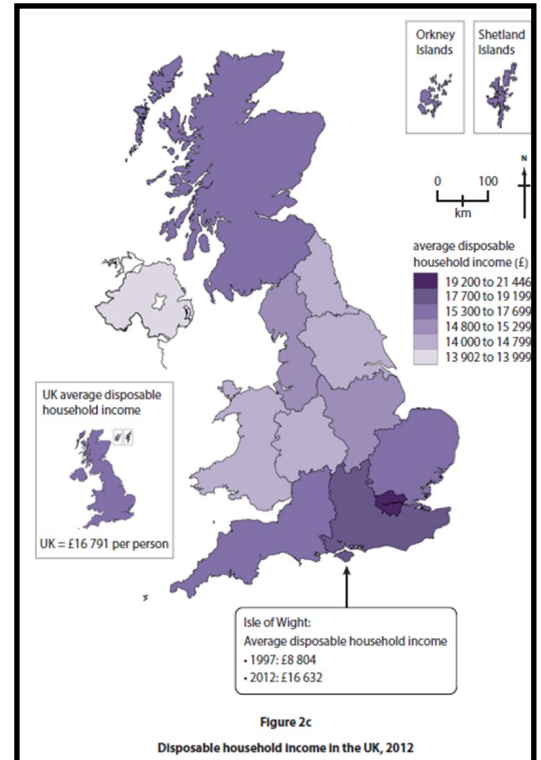 Orkney
Islands
Shetland
Islands
N
0 100
km
average disposable
household income (£)
19 200 to 21 446
17 700 to 19 199
15 300 to 17 699
14 800 to 15 299
14 000 to 14 799
13 902 to 13 999
UK average disposable
household income
UK = £16 791 per person
Isle of Wight:
Average disposable household income
• 1997: £8 804
• 2012: £16 632
Figure 2c
Disposable household income in the UK, 2012